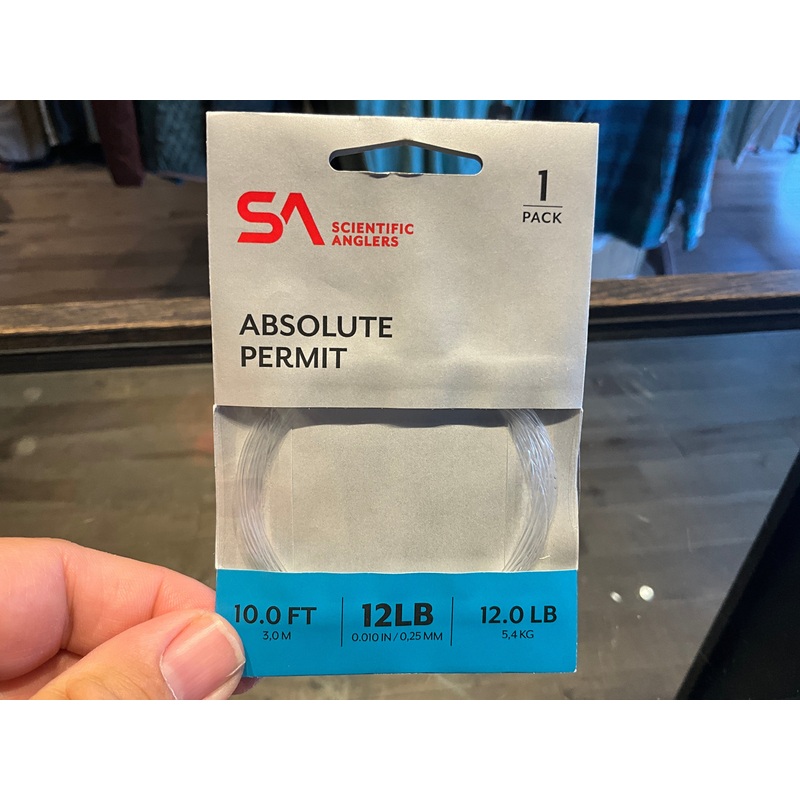 1
PACK
SA SCIENTIFIC
ANGLERS
ABSOLUTE
PERMIT
10.0 FT
3,0 M
12LB
0.010 IN / 0,25 MM
12.0 LB
5,4 KG